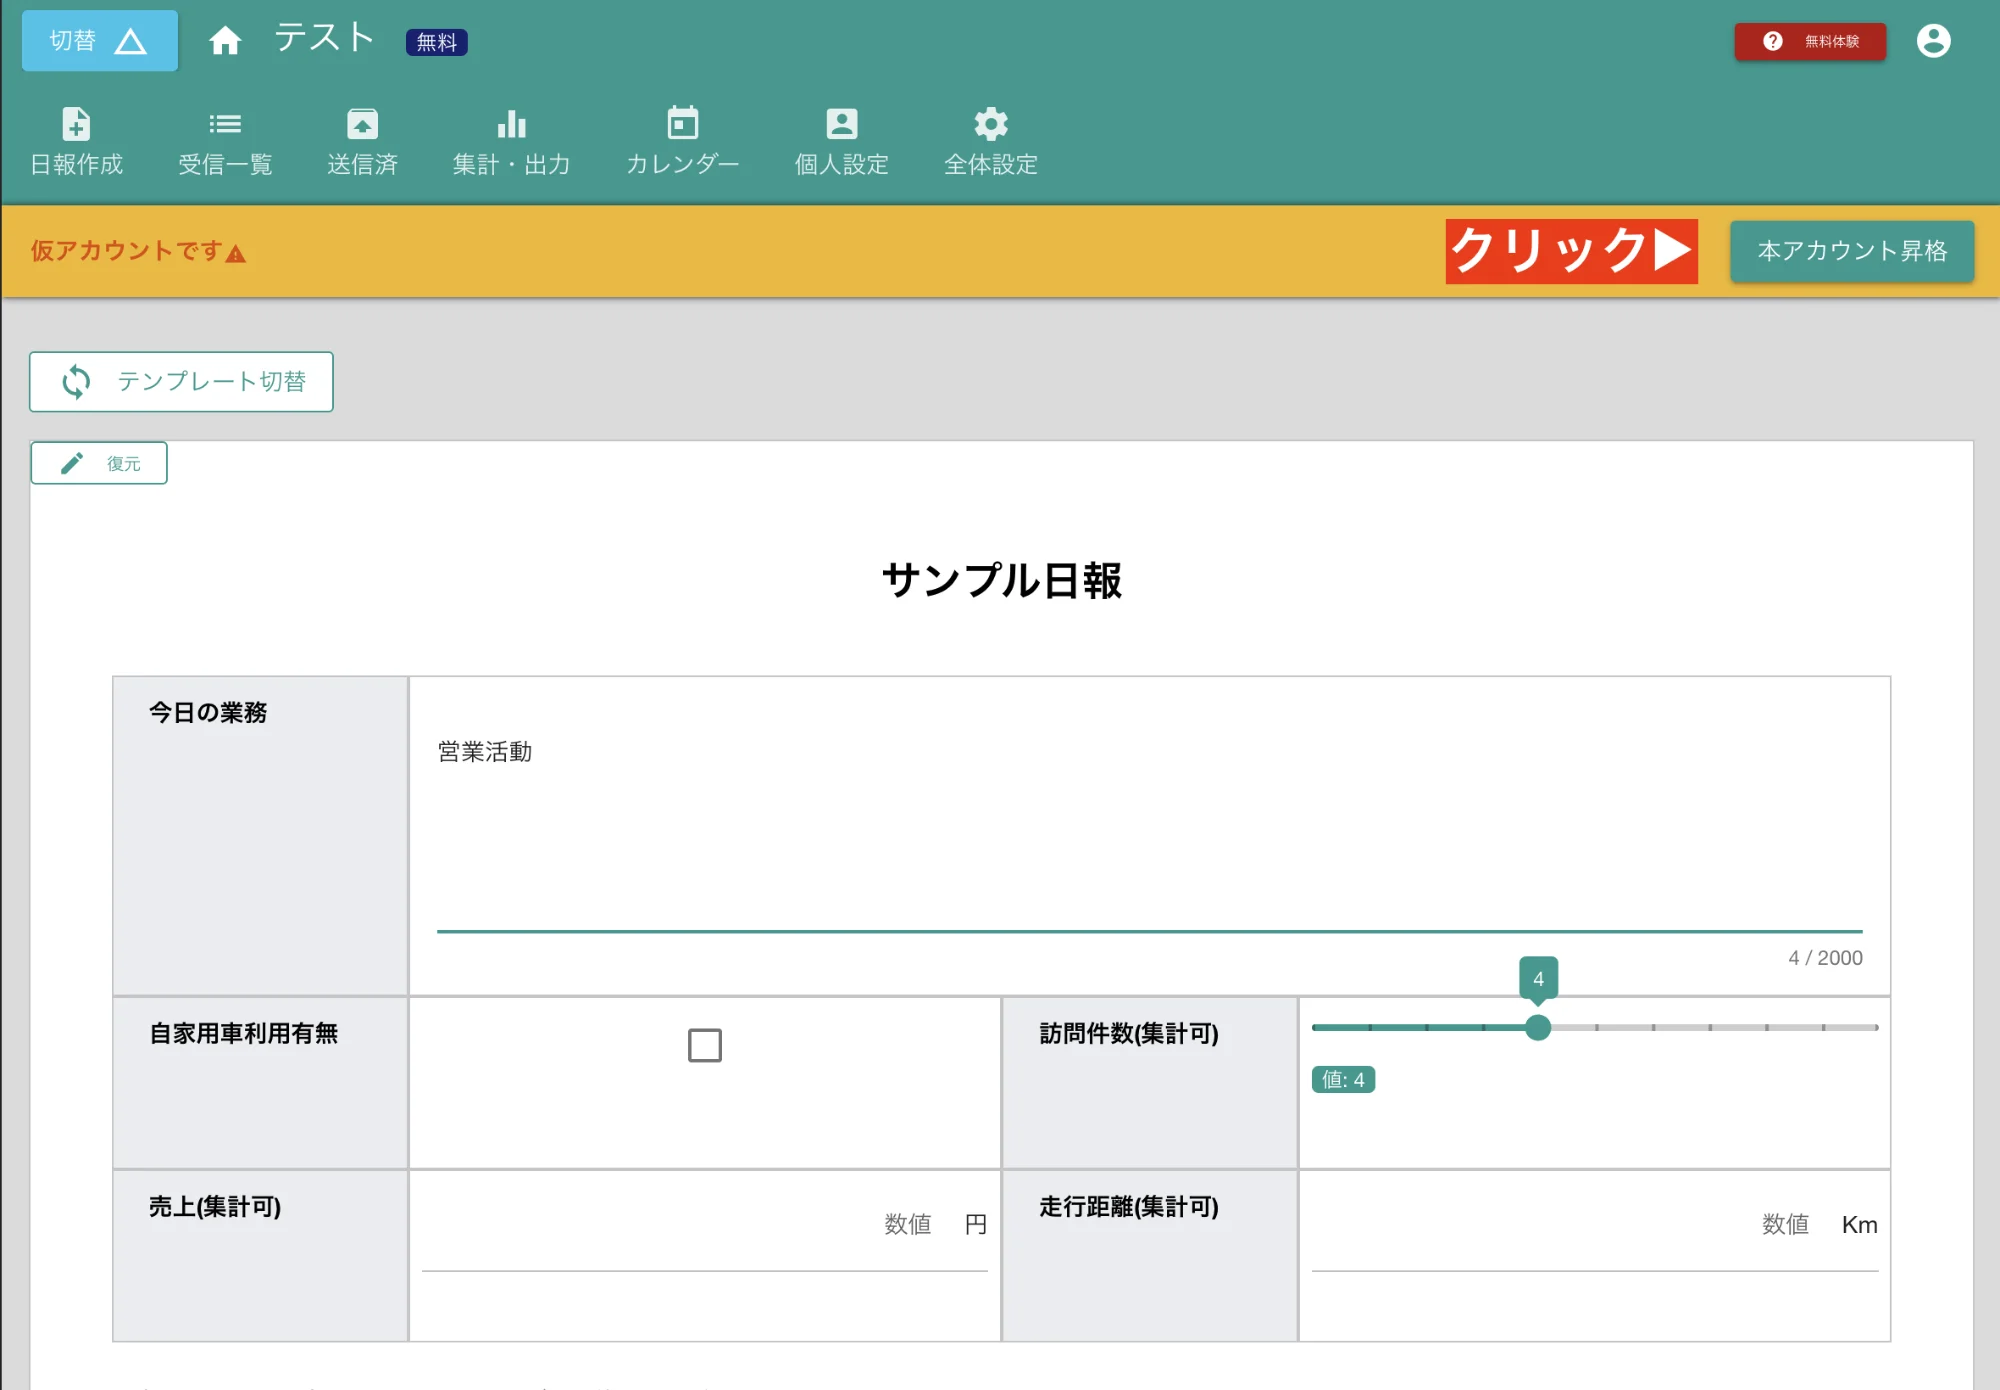 切替
テスト
無料
無料体験
日報作成
受信一覧
送信済
集計・出力
カレンダー
個人設定
全体設定
仮アカウントです
クリック▶
本アカウント昇格
テンプレート切替
復元
サンプル日報
今日の業務
営業活動
4 / 2000
4
自家用車利用有無
訪問件数(集計可)
値: 4
売上(集計可)
数値 円
走行距離(集計可)
数値 Km